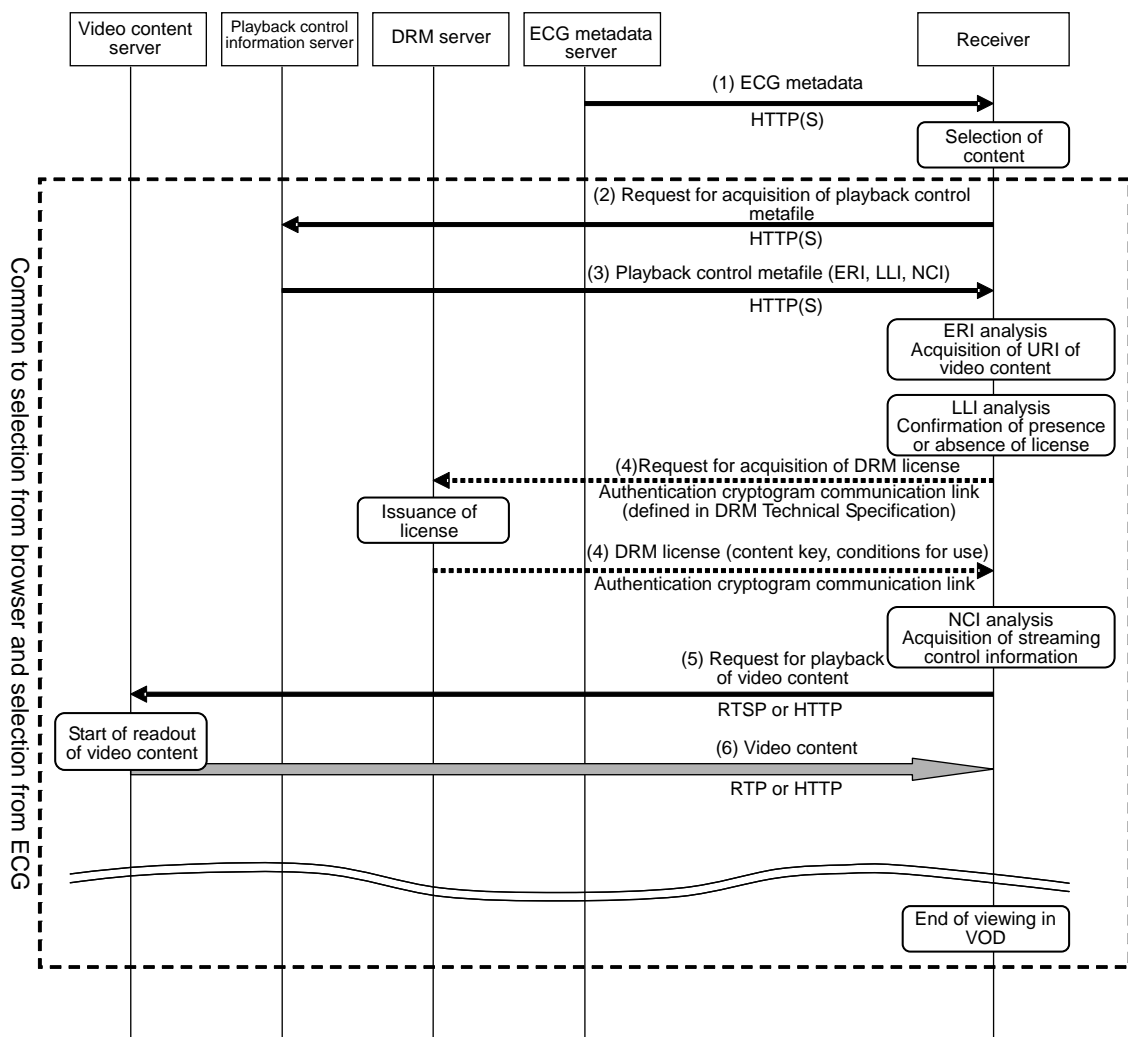 Video content
server
Playback control
information server
DRM server
ECG metadata
server
Receiver
(1) ECG metadata
HTTP(S)
Selection of
content
Common to selection from browser and selection from ECG
(2) Request for acquisition of playback control
metafile
HTTP(S)
(3) Playback control metafile (ERI, LLI, NCI)
HTTP(S)
ERI analysis
Acquisition of URI of
video content
LLI analysis
Confirmation of presence
or absence of license
(4)Request for acquisition of DRM license
Authentication cryptogram communication link
(defined in DRM Technical Specification)
Issuance of
license
(4) DRM license (content key, conditions for use)
Authentication cryptogram communication link
NCI analysis
Acquisition of streaming
control information
(5) Request for playback
of video content
RTSP or HTTP
Start of readout
of video content
(6) Video content
RTP or HTTP
End of viewing in
VOD